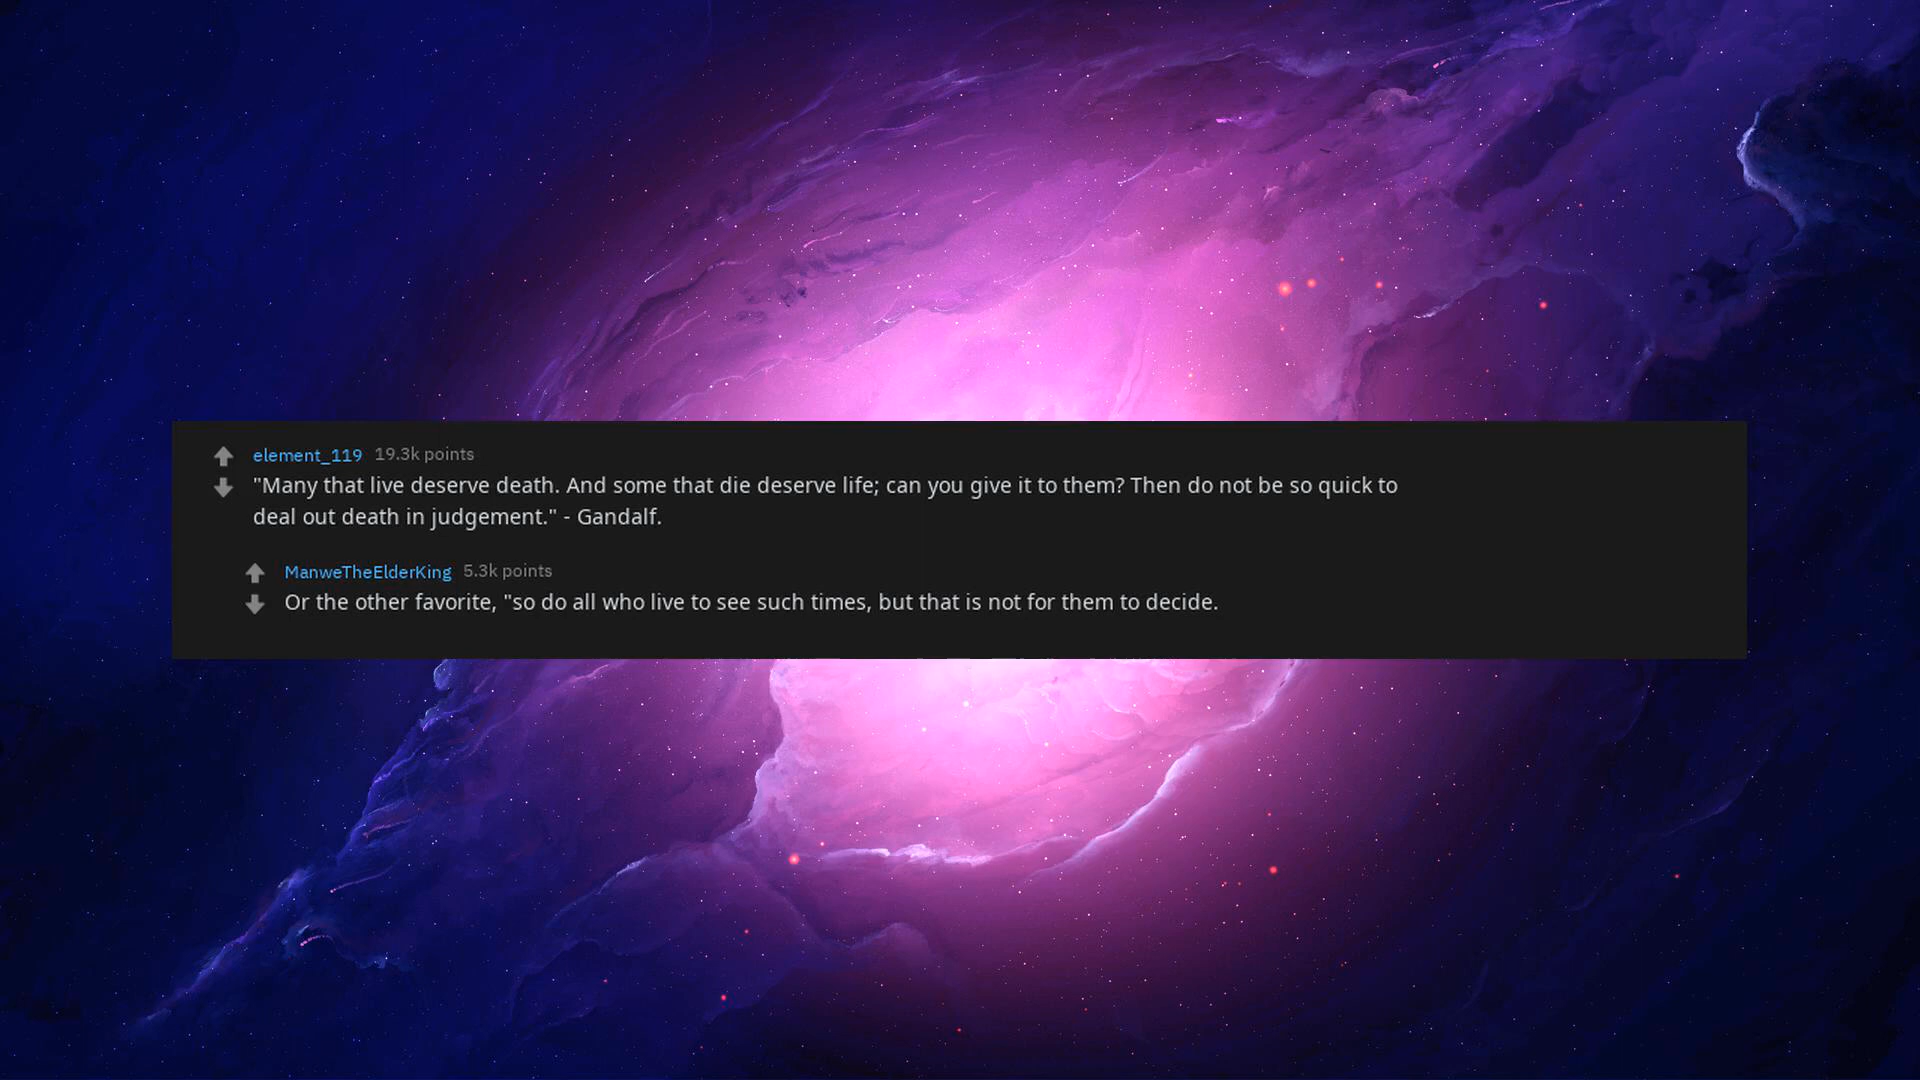 element_119 19.3k points
"Many that live deserve death. And some that die deserve life; can you give it to them? Then do not be so quick to
deal out death in judgement." - Gandalf.
ManweTheElderKing 5.3k points
Or the other favorite, "so do all who live to see such times, but that is not for them to decide.